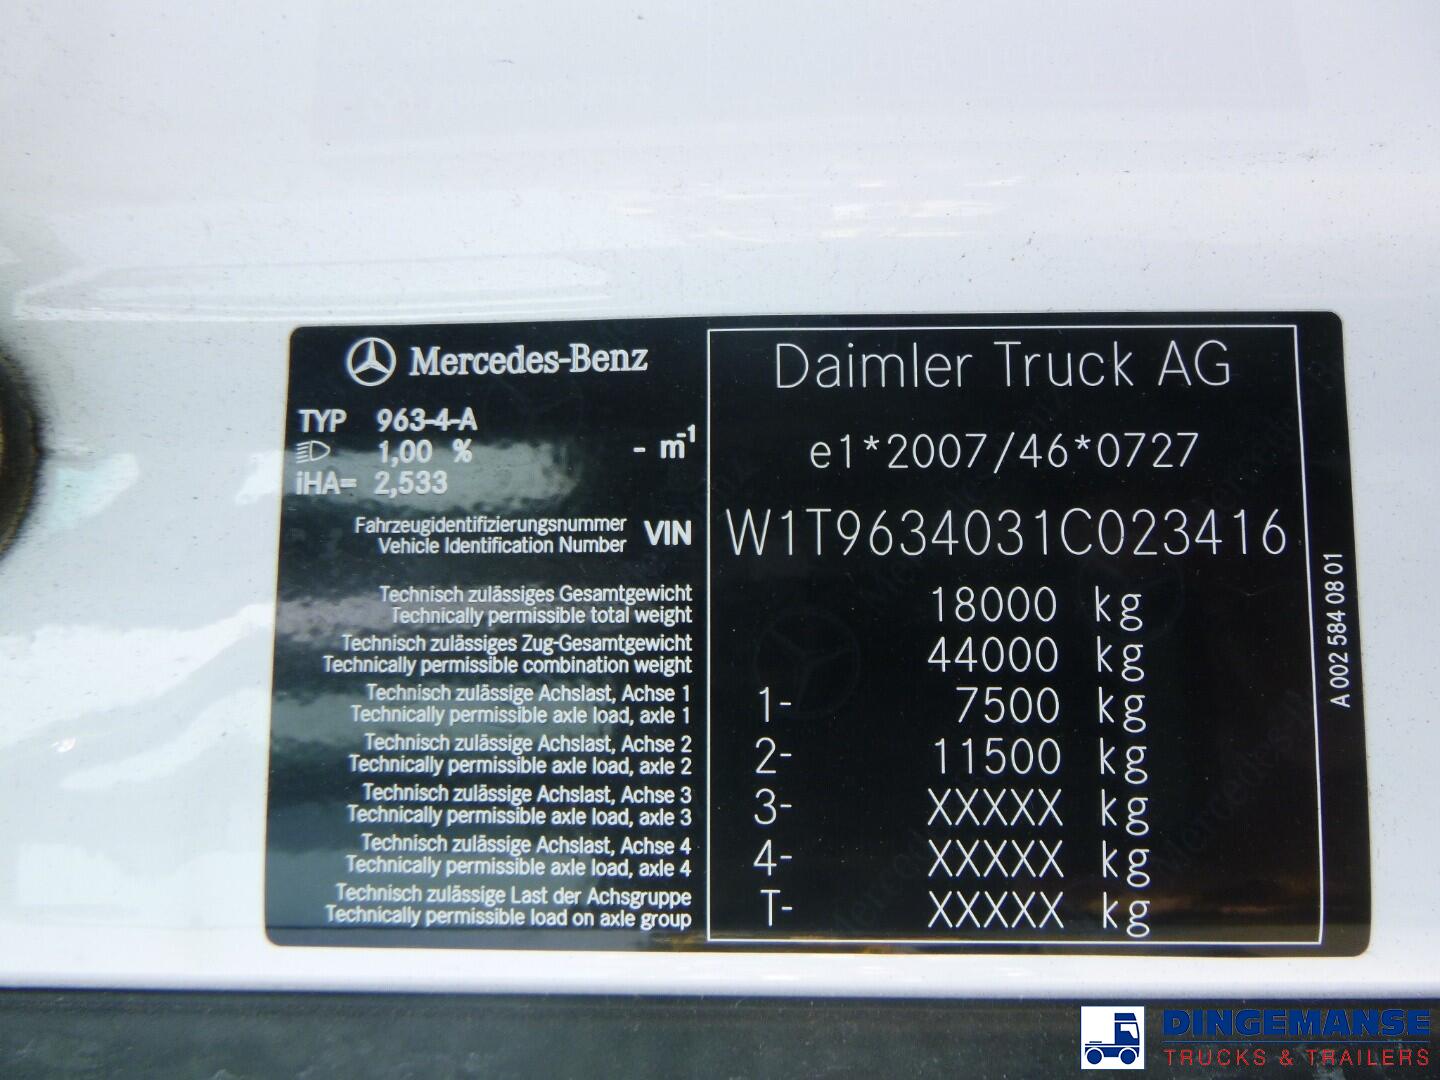 Mercedes-Benz
Daimler Truck AG
TYP 963-4-A
1,00 % - m-1
iHA= 2,533
e1*2007/46*0727
Fahrzeugidentifizierungsnummer
Vehicle Identification Number VIN W1T9634031C023416
Technisch zulässiges Gesamtgewicht
Technically permissible total weight 18000 kg
Technisch zulässiges Zug-Gesamtgewicht
Technically permissible combination weight 44000 kg
Technisch zulässige Achslast, Achse 1
Technically permissible axle load, axle 1 1- 7500 kg
Technisch zulässige Achslast, Achse 2
Technically permissible axle load, axle 2 2- 11500 kg
Technisch zulässige Achslast, Achse 3
Technically permissible axle load, axle 3 3- XXXXX kg
Technisch zulässige Achslast, Achse 4
Technically permissible axle load, axle 4 4- XXXXX kg
Technisch zulässige Last der Achsgruppe
Technically permissible load on axle group T- XXXXX kg
A 002 584 08 01
DINGEMANSE
TRUCKS & TRAILERS